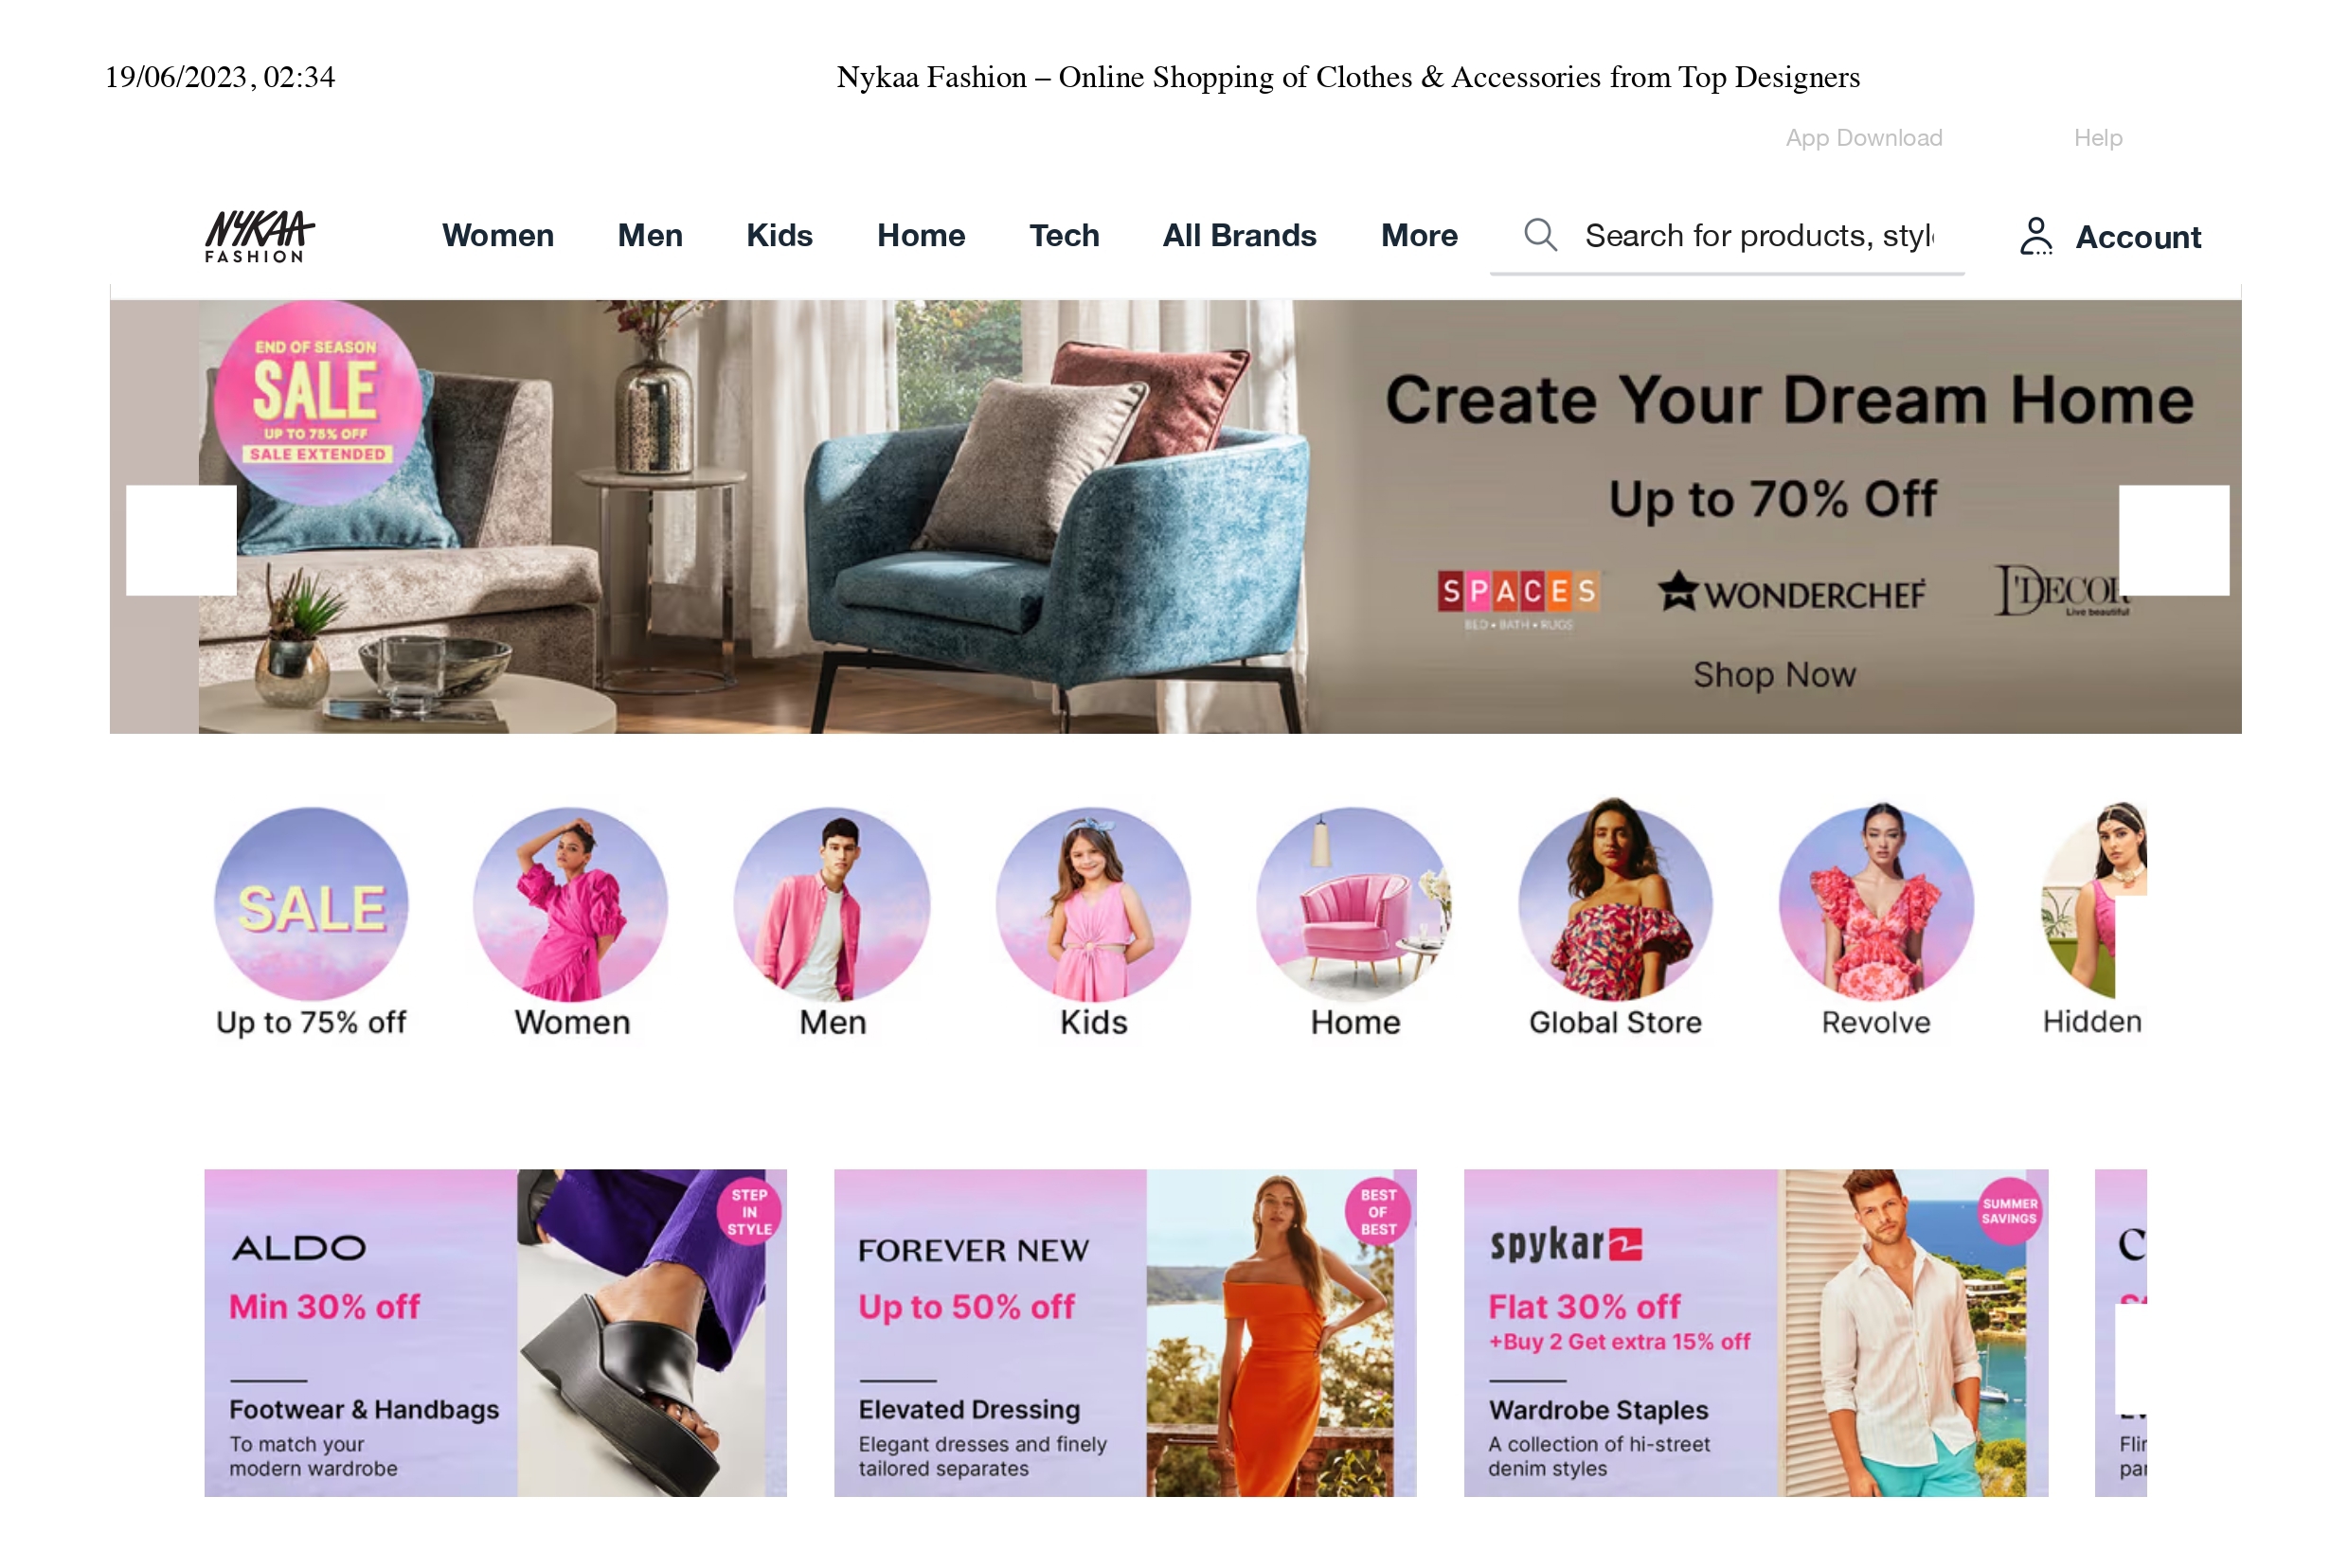 19/06/2023, 02:34
Nykaa Fashion – Online Shopping of Clothes & Accessories from Top Designers
App Download
Help
NYKAA
FASHION
Women
Men
Kids
Home
Tech
All Brands
More
Search for products,
Account
END OF SEASON
SALE
UP TO 75% OFF
SALE EXTENDED
Create Your Dream Home
Up to 70% Off
SPACES
BED • BATH • RUGS
WONDERCHEF
D'DECOR
Live beautiful
Shop Now
SALE
Up to 75% off
Women
Men
Kids
Home
Global Store
Revolve
Hidden
STEP
IN
STYLE
ALDO
Min 30% off
Footwear & Handbags
To match your
modern wardrobe
BEST
OF
BEST
FOREVER NEW
Up to 50% off
Elevated Dressing
Elegant dresses and finely
tailored separates
SUMMER
SAVINGS
spykar
Flat 30% off
+Buy 2 Get extra 15% off
Wardrobe Staples
A collection of hi-street
denim styles